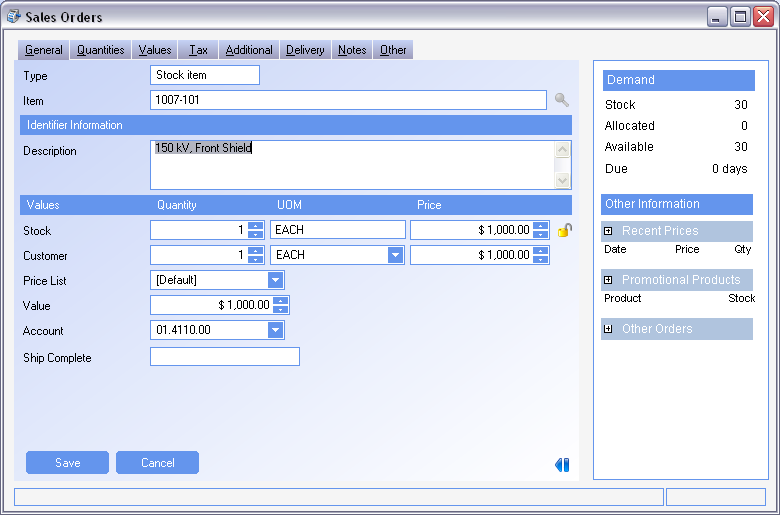 Sales Orders
General Quantities Values Tax Additional Delivery Notes Other
Type Stock item
Item 1007-101
Identifier Information
Description 150 kV, Front Shield
Values Quantity UOM Price
Stock 1 EACH $ 1,000.00
Customer 1 EACH $ 1,000.00
Price List [Default]
Value $ 1,000.00
Account 01.4110.00
Ship Complete
Save Cancel
Demand
Stock 30
Allocated 0
Available 30
Due 0 days
Other Information
Recent Prices
Date Price Qty
Promotional Products
Product Stock
Other Orders